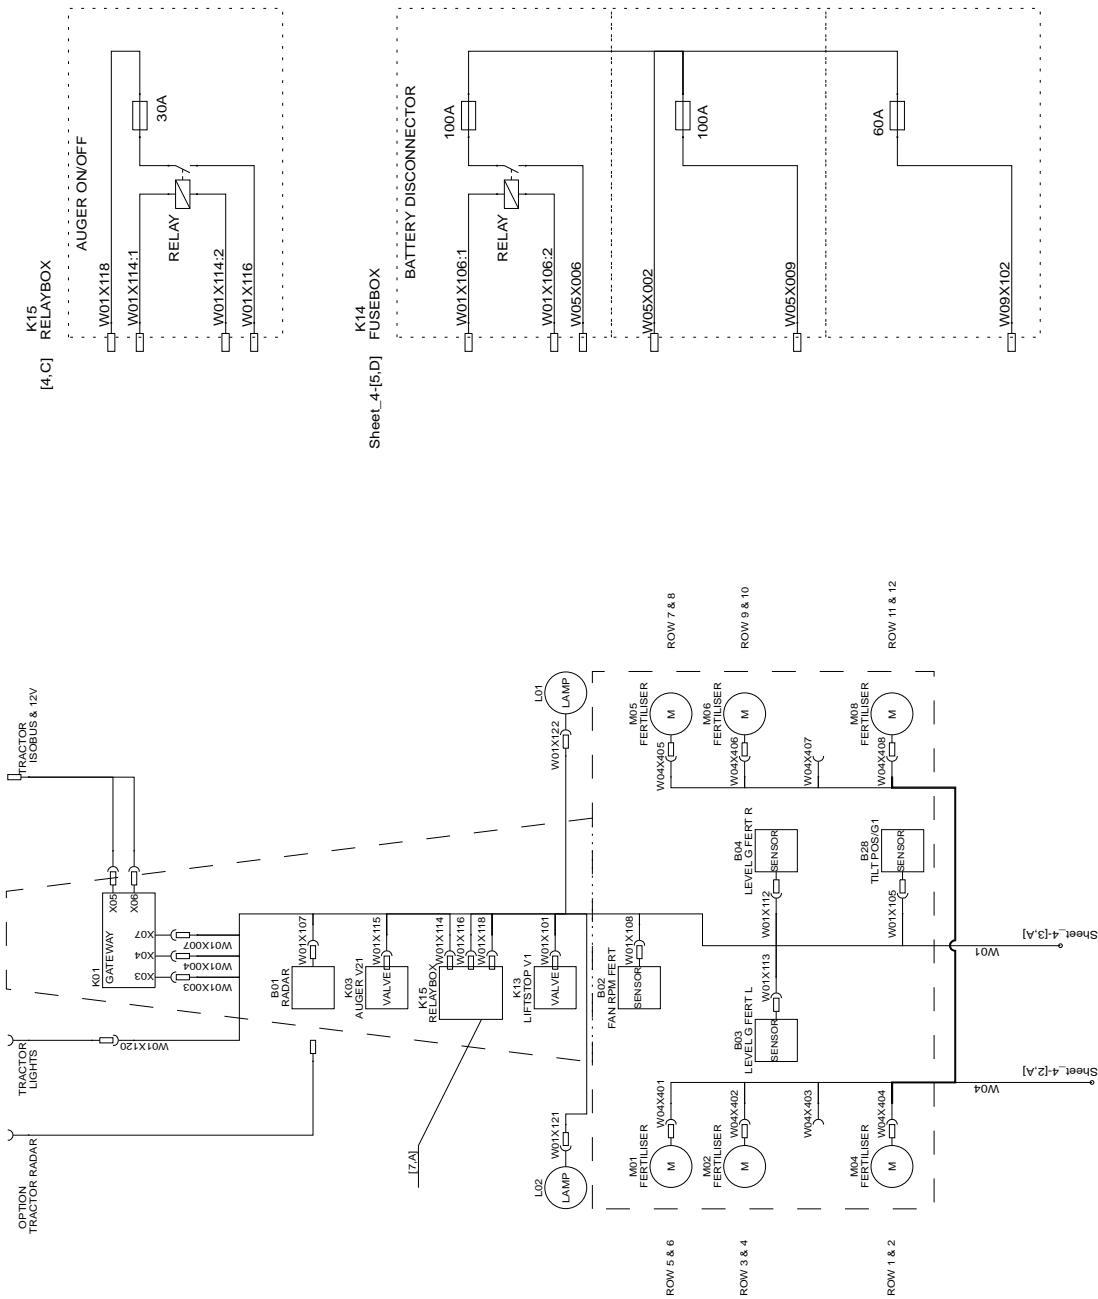 K15
RELAYBOX
[4,C]
AUGER ON/OFF
30A
RELAY
W01X118
W01X114:1
W01X114:2
W01X116
K14
FUSEBOX
Sheet_4-[5,D]
BATTERY DISCONNECTOR
100A
RELAY
100A
60A
W01X106:1
W01X106:2
W05X006
W05X002
W05X009
W09X102
TRACTOR
ISOBUS & 12V
TRACTOR
LIGHTS
OPTION
TRACTOR RADAR
K01
GATEWAY
X05
X06
X07
X04
X03
W01X007
W01X004
W01X003
W01X120
B01
RADAR
W01X107
K03
AUGER V21
VALVE
W01X115
K15
RELAYBOX
W01X114
W01X116
W01X118
[7,A]
K13
LIFTSTOP V1
VALVE
W01X101
L01
LAMP
W01X122
L02
LAMP
W01X121
B02
FAN RPM FERT
SENSOR
W01X108
M05
FERTILISER
M
W04X405
ROW 7 & 8
M06
FERTILISER
M
W04X406
ROW 9 & 10
W04X407
M08
FERTILISER
M
W04X408
ROW 11 & 12
B04
LEVEL G FERT R
SENSOR
W01X112
B28
TILT POS/G1
SENSOR
W01X105
B03
LEVEL G FERT L
SENSOR
W01X113
M01
FERTILISER
M
W04X401
ROW 5 & 6
M02
FERTILISER
M
W04X402
ROW 3 & 4
W04X403
M04
FERTILISER
M
W04X404
ROW 1 & 2
W01
Sheet_4-[3,A]
W04
Sheet_4-[2,A]